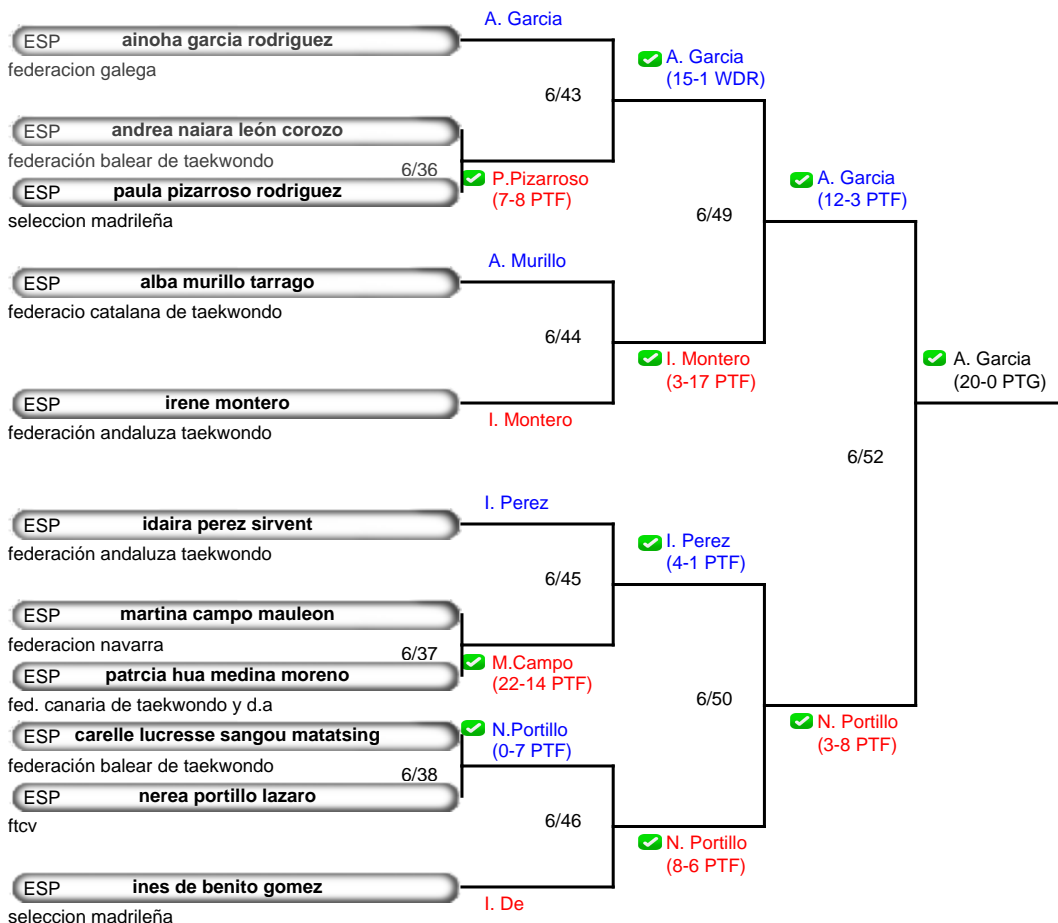 A. Garcia
ESP ainoha garcia rodriguez
federacion galega
A. Garcia
(15-1 WDR)
6/43
ESP andrea naiara león corozo
federación balear de taekwondo
6/36
P.Pizarroso
(7-8 PTF)
ESP paula pizarroso rodriguez
seleccion madrileña
A. Garcia
(12-3 PTF)
6/49
A. Murillo
ESP alba murillo tarrago
federacio catalana de taekwondo
6/44
I. Montero
(3-17 PTF)
A. Garcia
(20-0 PTG)
ESP irene montero
federación andaluza taekwondo
I. Montero
6/52
I. Perez
ESP idaira perez sirvent
federación andaluza taekwondo
I. Perez
(4-1 PTF)
6/45
ESP martina campo mauleon
federacion navarra
6/37
M.Campo
(22-14 PTF)
ESP patrcia hua medina moreno
fed. canaria de taekwondo y d.a
6/50
N. Portillo
(3-8 PTF)
ESP carelle lucresse sangou matatsing
federación balear de taekwondo
N.Portillo
(0-7 PTF)
6/38
ESP nerea portillo lazaro
ftcv
6/46
N. Portillo
(8-6 PTF)
ESP ines de benito gomez
seleccion madrileña
I. De